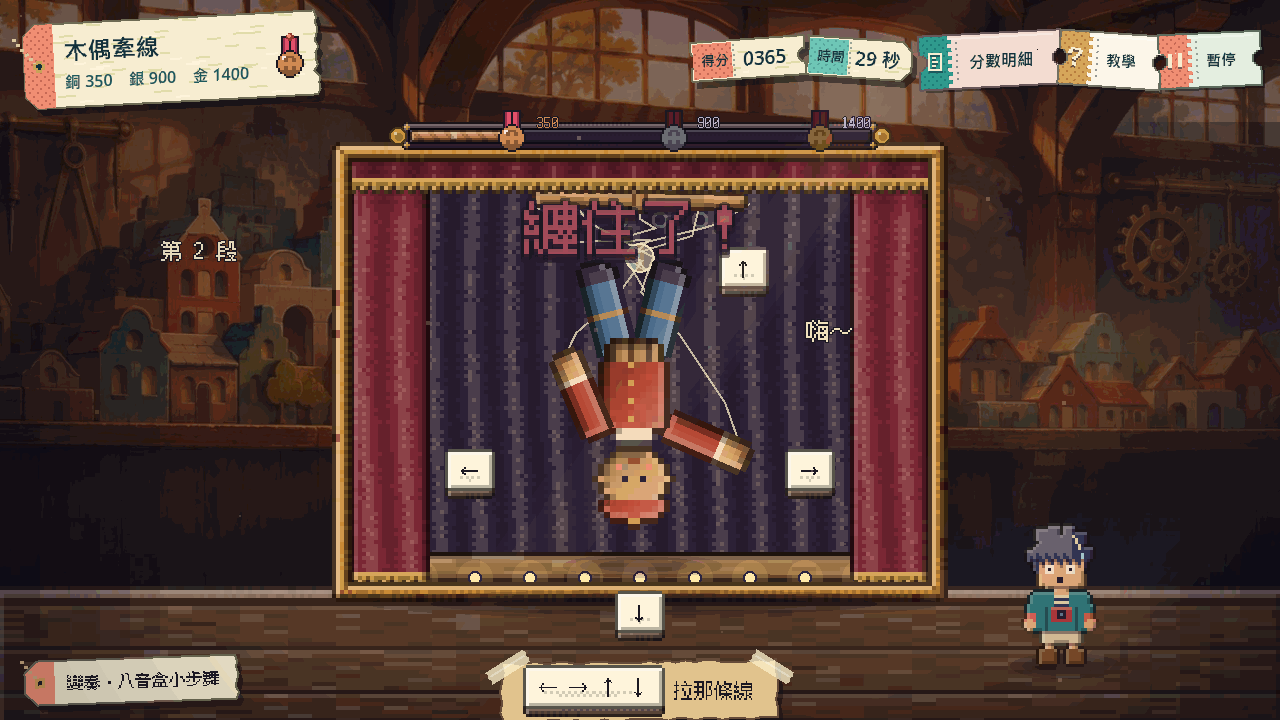 木偶牽線
銅 350 銀 900 金 1400
得分 0365
時間 29 秒
分數明細
教學
暫停
350
900
1400
纏住了!
第 2 段
↑
嗨~
← →
↓
變奏·八音盒小步舞
← → ↑ ↓ 拉那條線